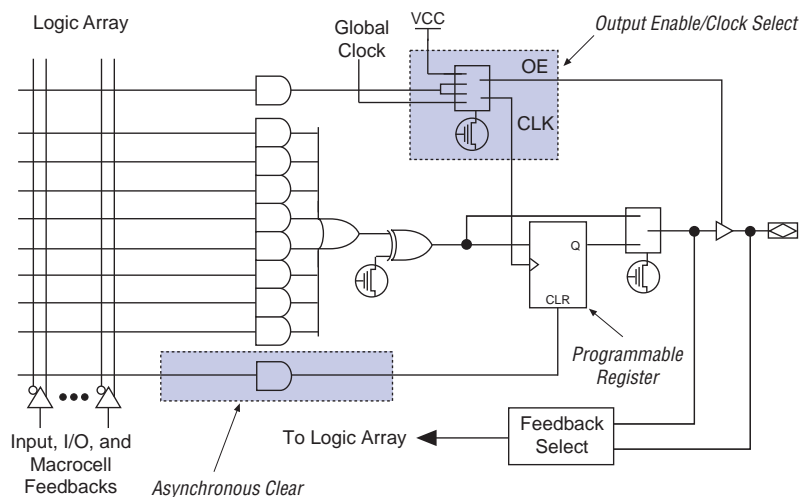 Logic Array
Global
Clock
VCC
Output Enable/Clock Select
OE
CLK
Q
CLR
Programmable
Register
Feedback
Select
To Logic Array
Input, I/O, and
Macrocell
Feedbacks
Asynchronous Clear